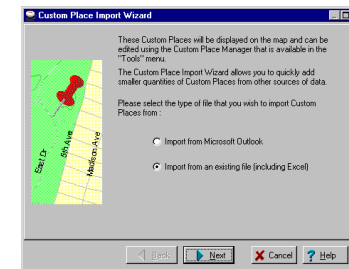 Custom Place Import Wizard
These Custom Places will be displayed on the map and can be
edited using the Custom Place Manager that is available in the
"Tools" menu.
The Custom Place Import Wizard allows you to quickly add
smaller quantities of Custom Places from other sources of data.
Please select the type of file that you wish to import Custom
Places from :
Import from Microsoft Outlook
Import from an existing file (including Excel)
East Dr
5th Ave
Madison Ave
Back
Next
Cancel
Help